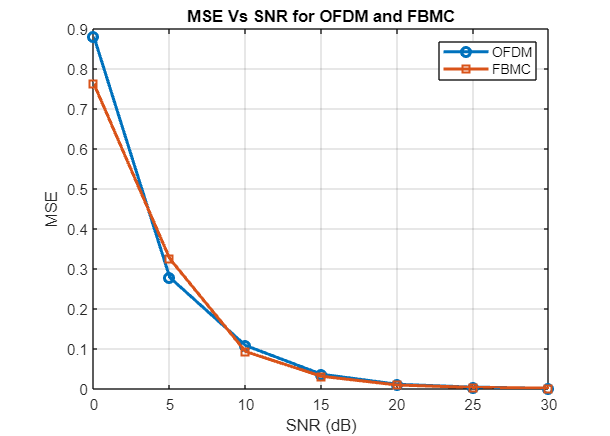 MSE Vs SNR for OFDM and FBMC
OFDM
FBMC
MSE
0.9
0.8
0.7
0.6
0.5
0.4
0.3
0.2
0.1
0
0 5 10 15 20 25 30
SNR (dB)